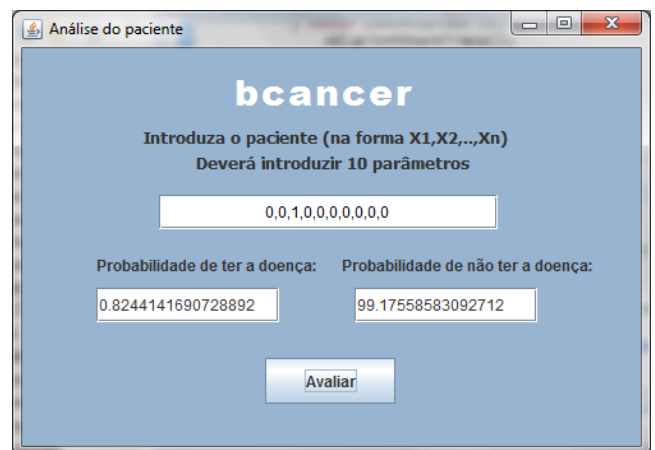 Análise do paciente
bcancer
Introduza o paciente (na forma X1,X2,..,Xn)
Deverá introduzir 10 parâmetros
0,0,1,0,0,0,0,0,0,0
Probabilidade de ter a doença: Probabilidade de não ter a doença:
0.8244141690728892 99.17558583092712
Avaliar